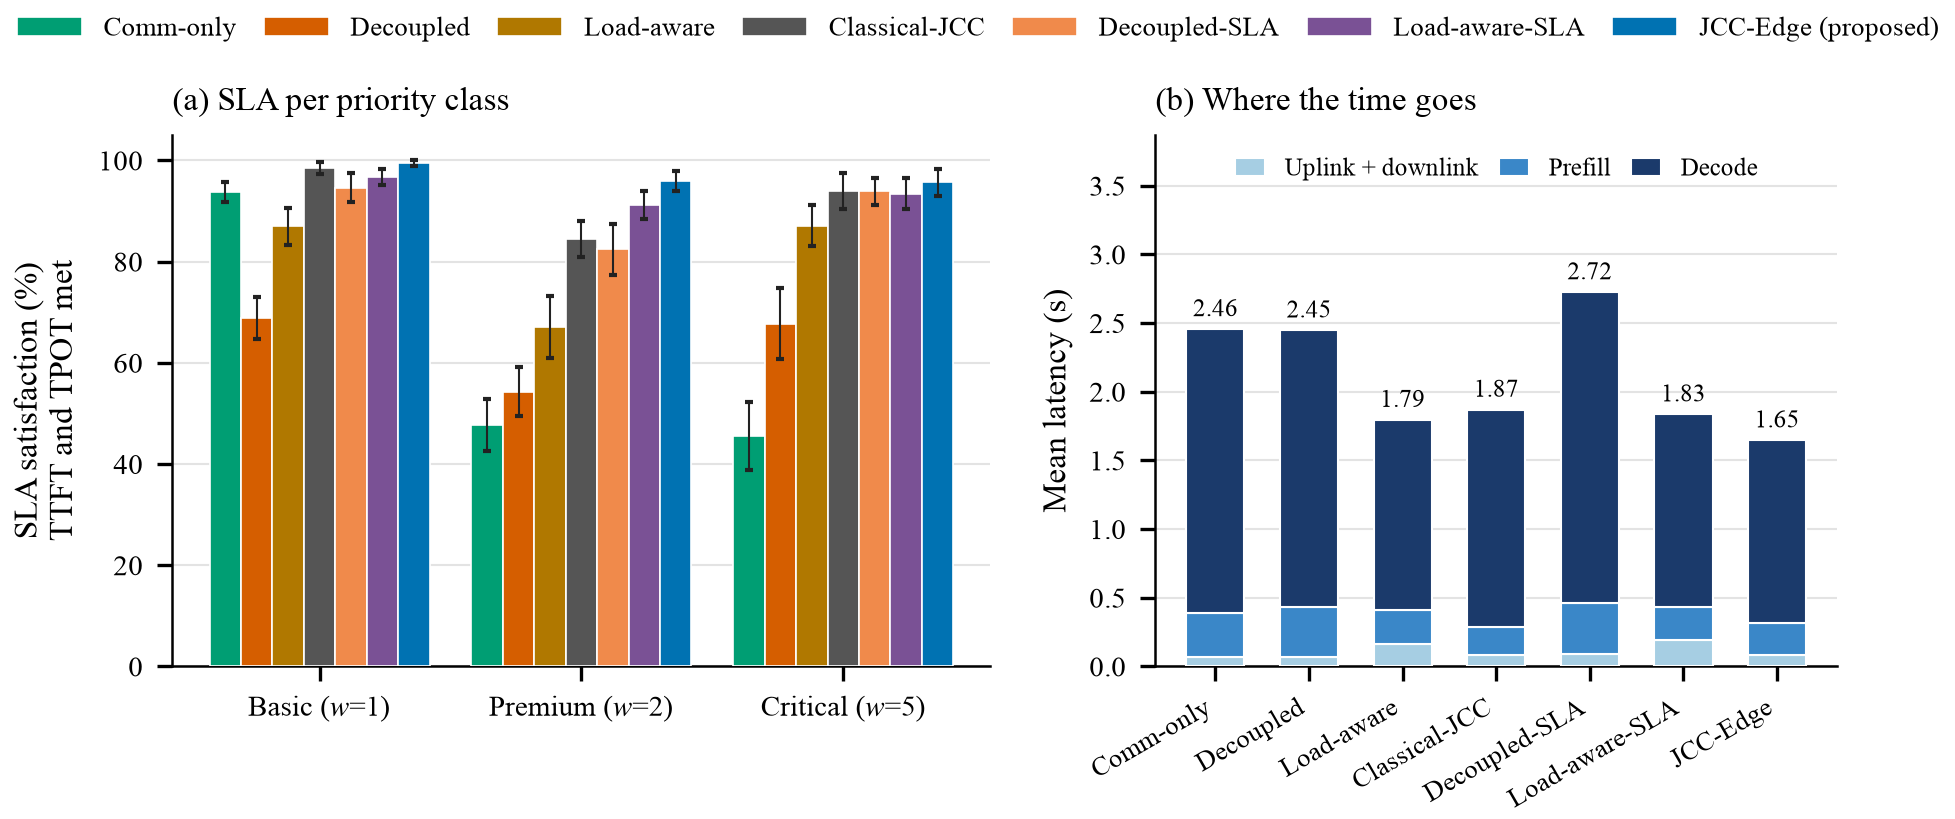 Comm-only Decoupled Load-aware Classical-JCC Decoupled-SLA Load-aware-SLA JCC-Edge (proposed)
(a) SLA per priority class
SLA satisfaction (%)
TTFT and TPOT met
100
80
60
40
20
0
Basic (w=1) Premium (w=2) Critical (w=5)
(b) Where the time goes
Uplink + downlink Prefill Decode
Mean latency (s)
3.5
3.0
2.5
2.0
1.5
1.0
0.5
0.0
2.46 2.45 1.79 1.87 2.72 1.83 1.65
Comm-only
Decoupled
Load-aware
Classical-JCC
Decoupled-SLA
Load-aware-SLA
JCC-Edge